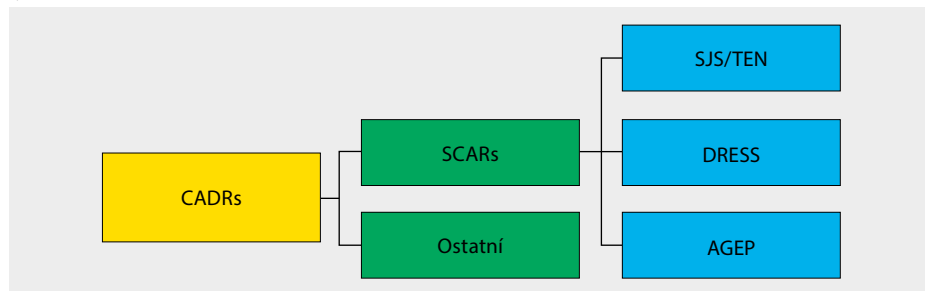 CADRs
SCARs
Ostatní
SJS/TEN
DRESS
AGEP